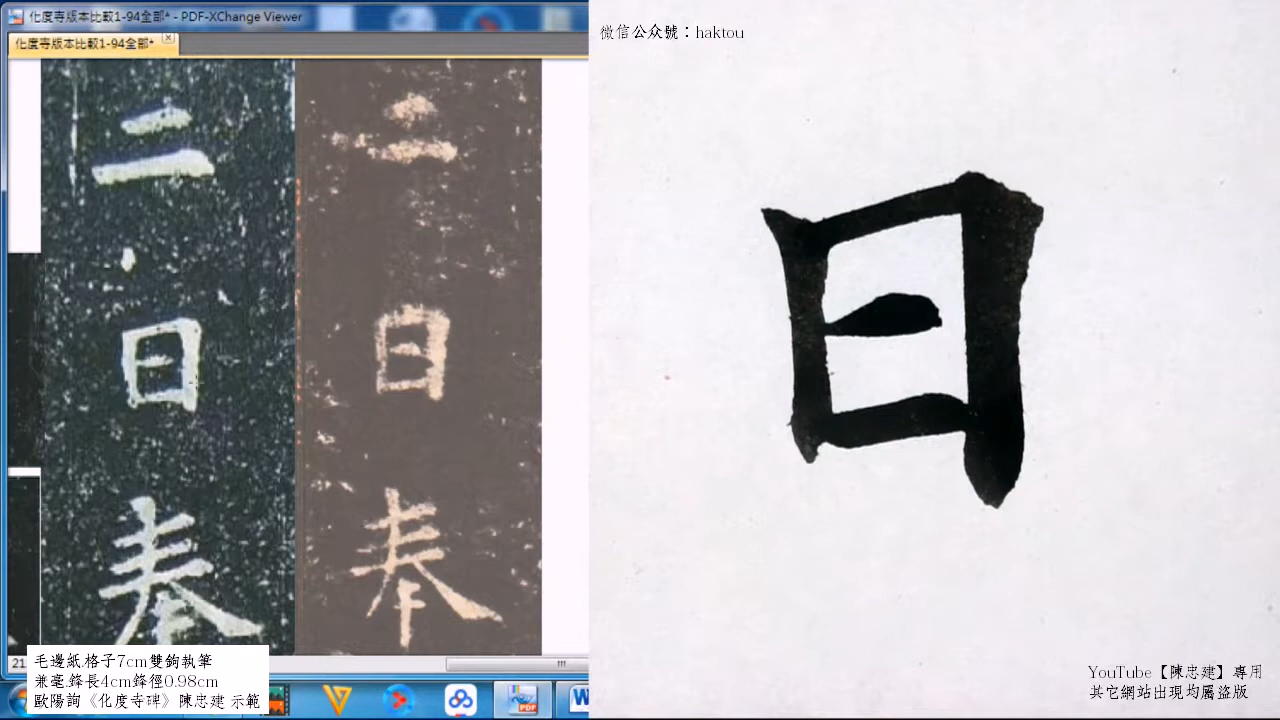 化度寺版本比較1-94全部* - PDF-XChange Viewer
化度寺版本比較1-94全部*
微信公众號：haktou
二
日
奉
二
日
奉
日
21
毛邊紙格子7cm雙鉤執筆
兼毫鋒長4cm鋒徑0.98cm
歐陽詢《化度寺碑》陳忠建 示範
PDF
W
YouTube【陳忠建】專用
其它網站出現均屬盜版